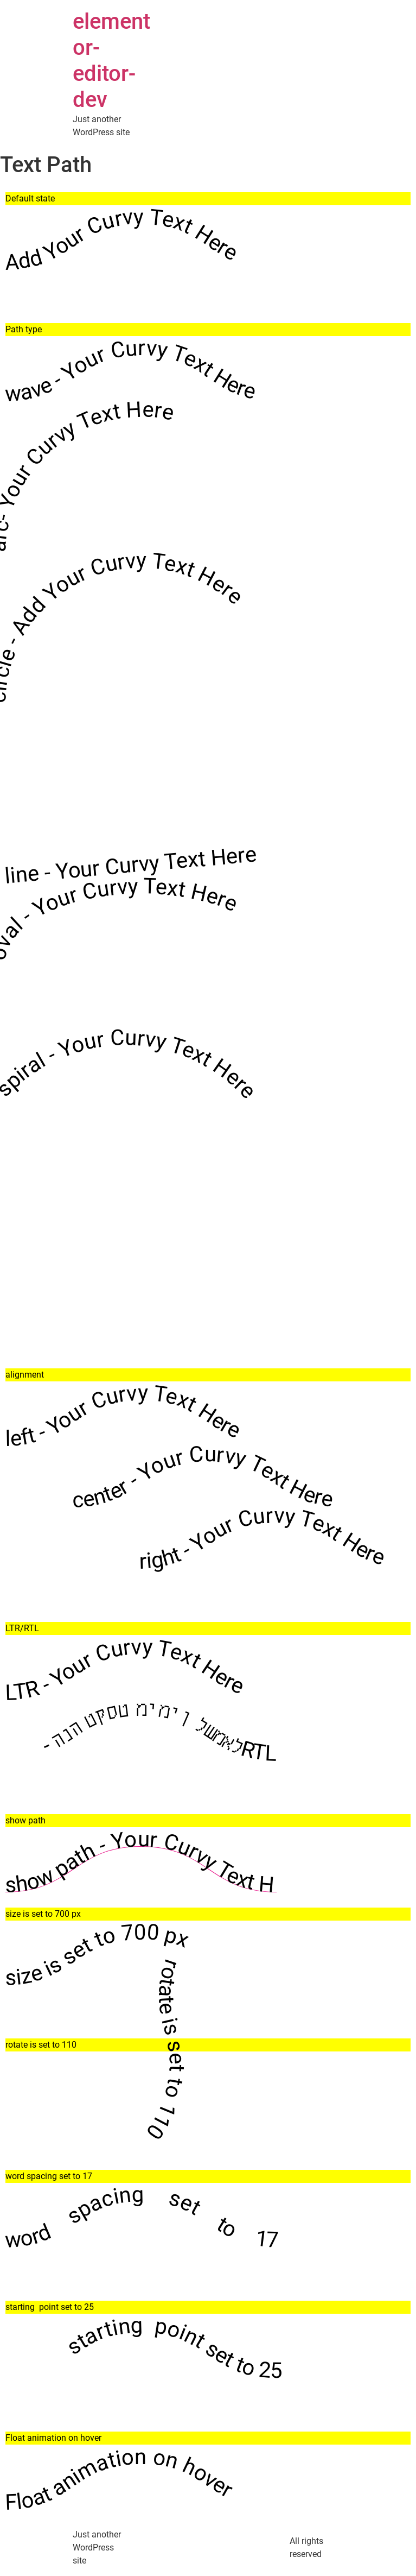 element
or-
editor-
dev
Just another
WordPress site
Text Path
Default state
Add Your Curvy Text Here
Path type
wave - Your Curvy Text Here
arc- Your Curvy Text Here
circle - Add Your Curvy Text Here
line - Your Curvy Text Here
oval - Your Curvy Text Here
spiral - Your Curvy Text Here
alignment
left - Your Curvy Text Here
center - Your Curvy Text Here
right - Your Curvy Text Here
LTR/RTL
LTR - Your Curvy Text Here
RTLלאמשל ןימימ טסקט הנה -
show path
show path - Your Curvy Text H
size is set to 700 px
size is set to 700 px
rotate is set to 110
rotate is set to 110
word spacing set to 17
word spacing set to 17
starting point set to 25
starting point set to 25
Float animation on hover
Float animation on hover
Just another
WordPress
site
All rights
reserved